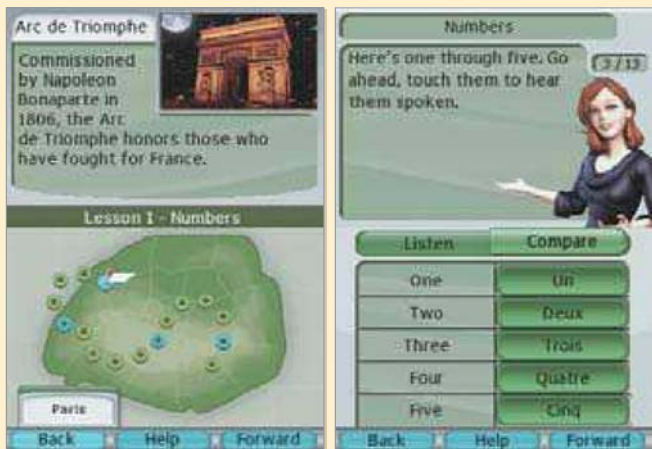 Arc de Triomphe
Commissioned
by Napoleon
Bonaparte in
1806, the Arc
de Triomphe honors those who
have fought for France.
Lesson 1 - Numbers
Paris
Back Help Forward
Numbers
Here's one through five. Go
ahead, touch them to hear
them spoken.
3 / 13
Listen Compare
One Un
Two Deux
Three Trois
Four Quatre
Five Cinq
Back Help Forward